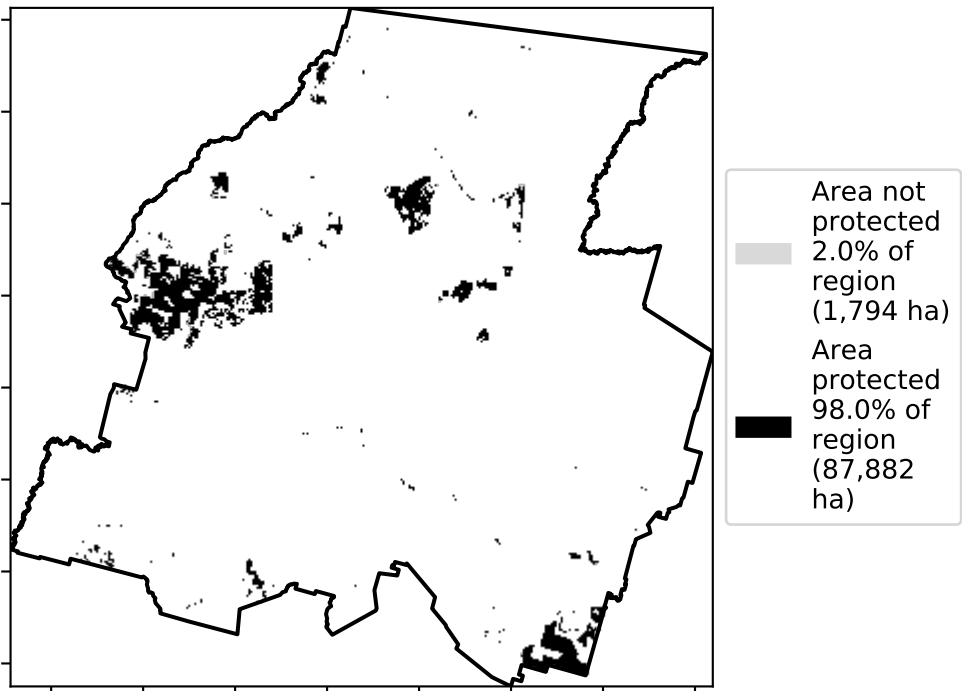 Area not
protected
2.0% of
region
(1,794 ha)
Area
protected
98.0% of
region
(87,882
ha)